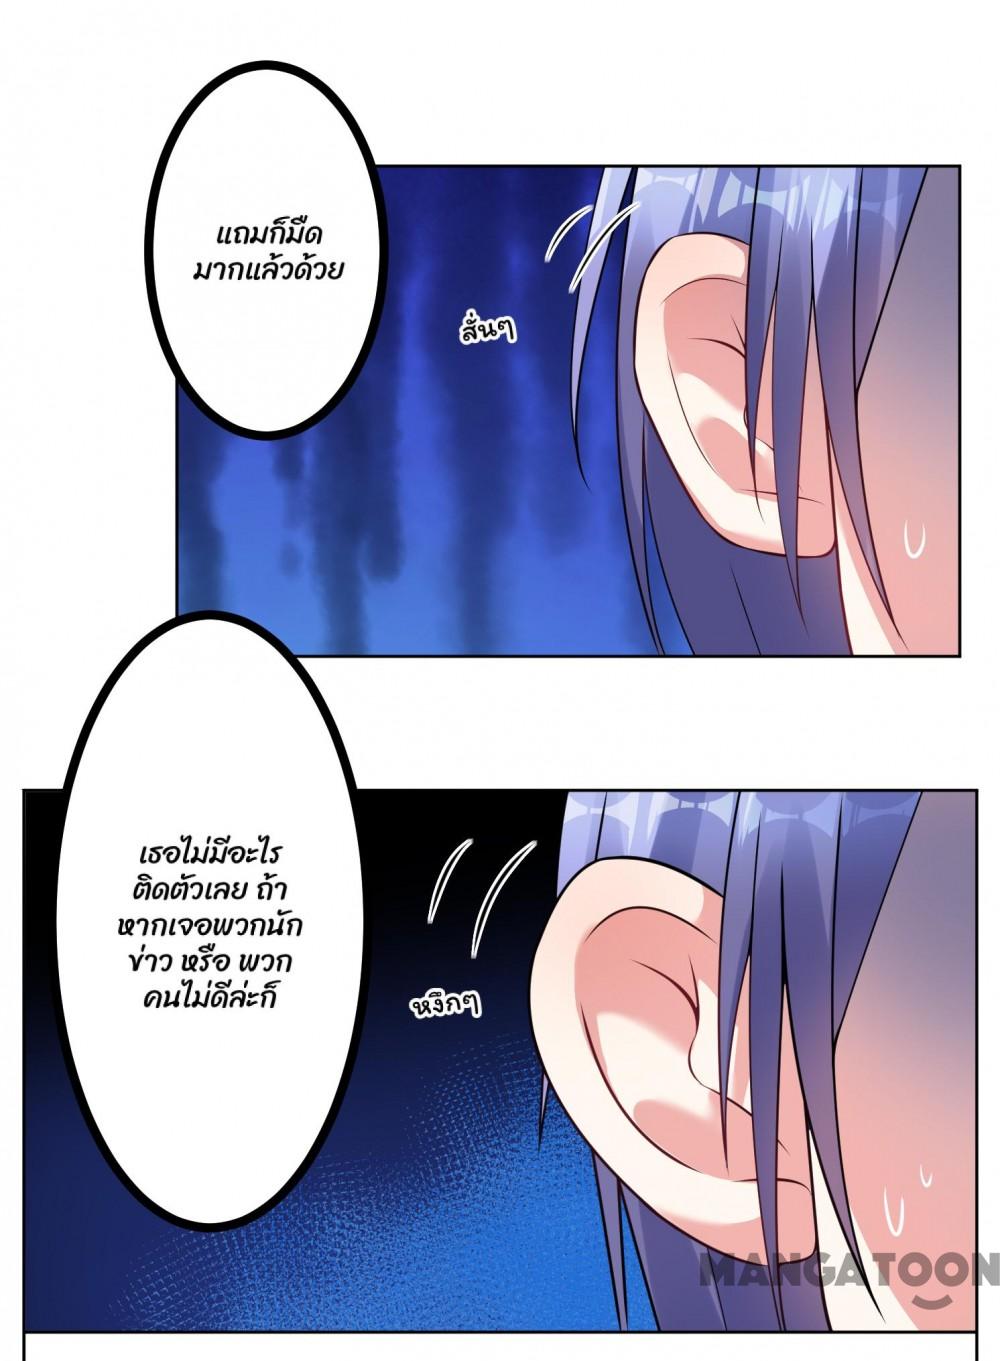 แถมก็มืด
มากแล้วด้วย
สั่นๆ
เธอไม่มีอะไร
ติดตัวเลย ถ้า
หากเจอพวกนัก
ข่าว หรือ พวก
คนไม่ดีล่ะก็
หงึกๆ
MANGATOON